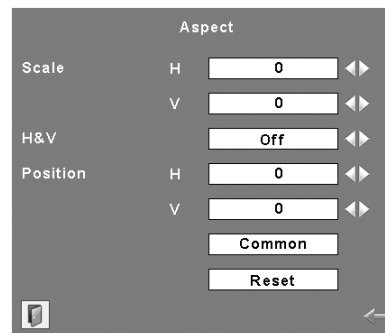 Aspect
Scale H 0
V 0
H&V Off
Position H 0
V 0
Common
Reset